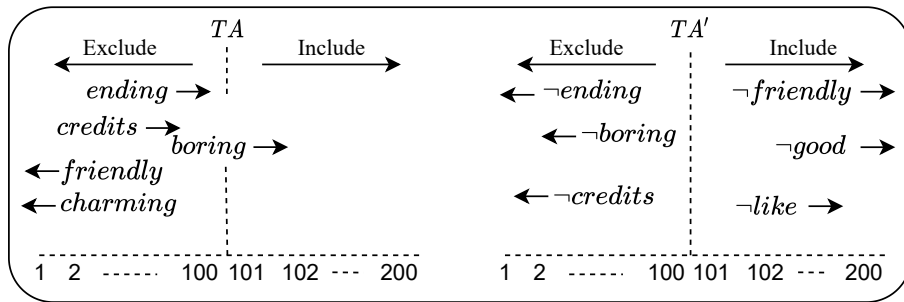 TA TA′
Exclude Include Exclude Include
ending ¬ending ¬friendly
credits boring ¬boring ¬good
friendly
charming ¬credits ¬like
1 2 ------- 100 101 102 --- 200 1 2 ------- 100 101 102 --- 200